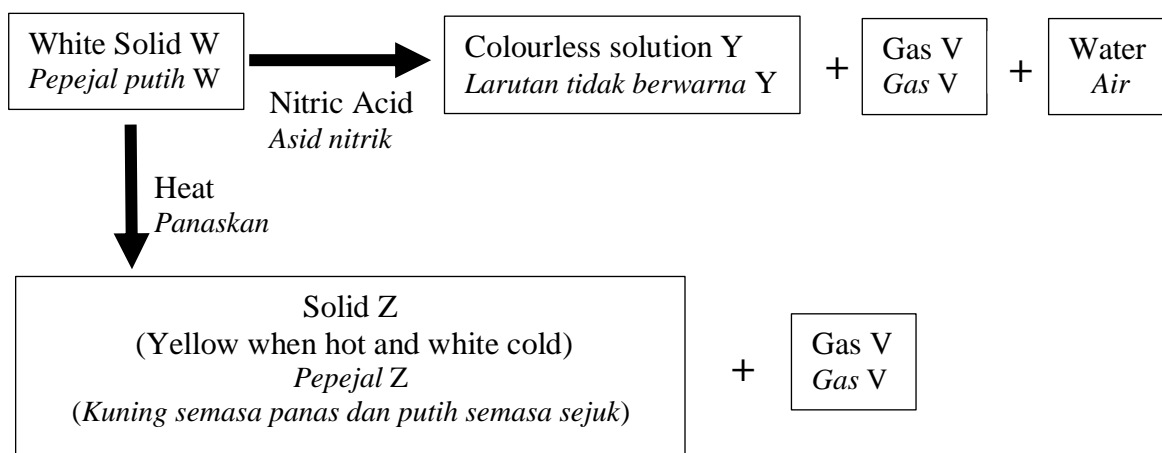 White Solid W
Pepejal putih W
Nitric Acid
Asid nitrik
Colourless solution Y
Larutan tidak berwarna Y
+
Gas V
Gas V
+
Water
Air
Heat
Panaskan
Solid Z
(Yellow when hot and white cold)
Pepejal Z
(Kuning semasa panas dan putih semasa sejuk)
+
Gas V
Gas V